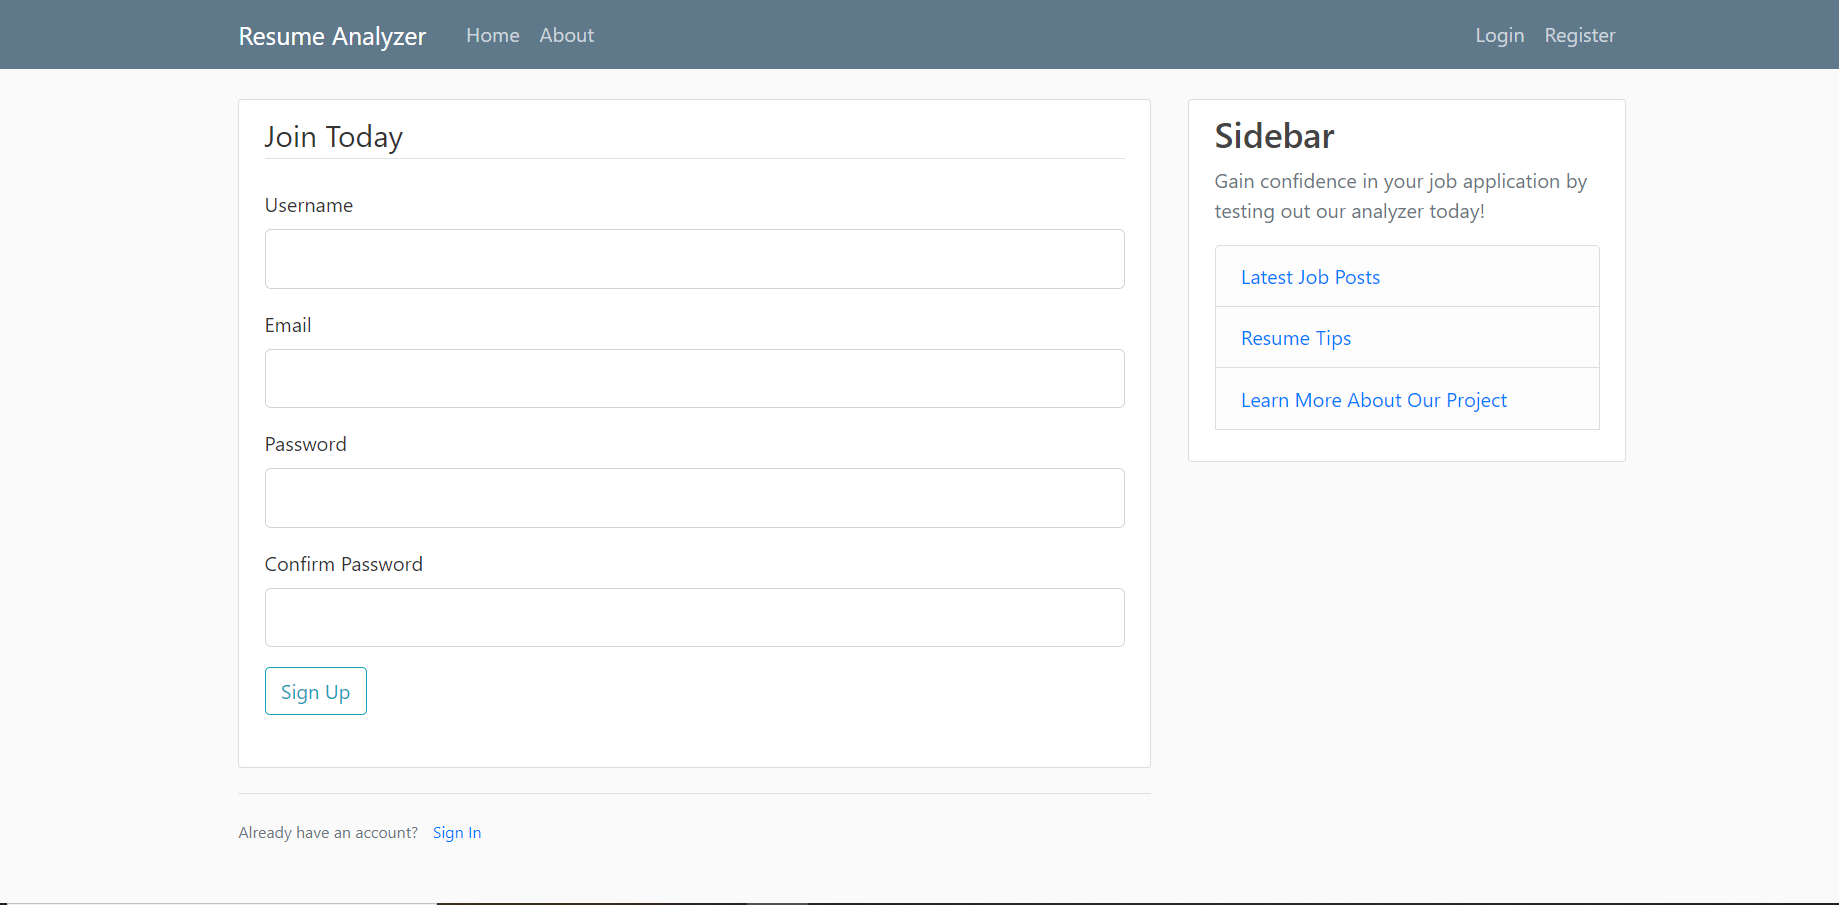 Resume Analyzer Home About Login Register
Join Today
Username
Email
Password
Confirm Password
Sign Up
Already have an account? Sign In
Sidebar
Gain confidence in your job application by
testing out our analyzer today!
Latest Job Posts
Resume Tips
Learn More About Our Project